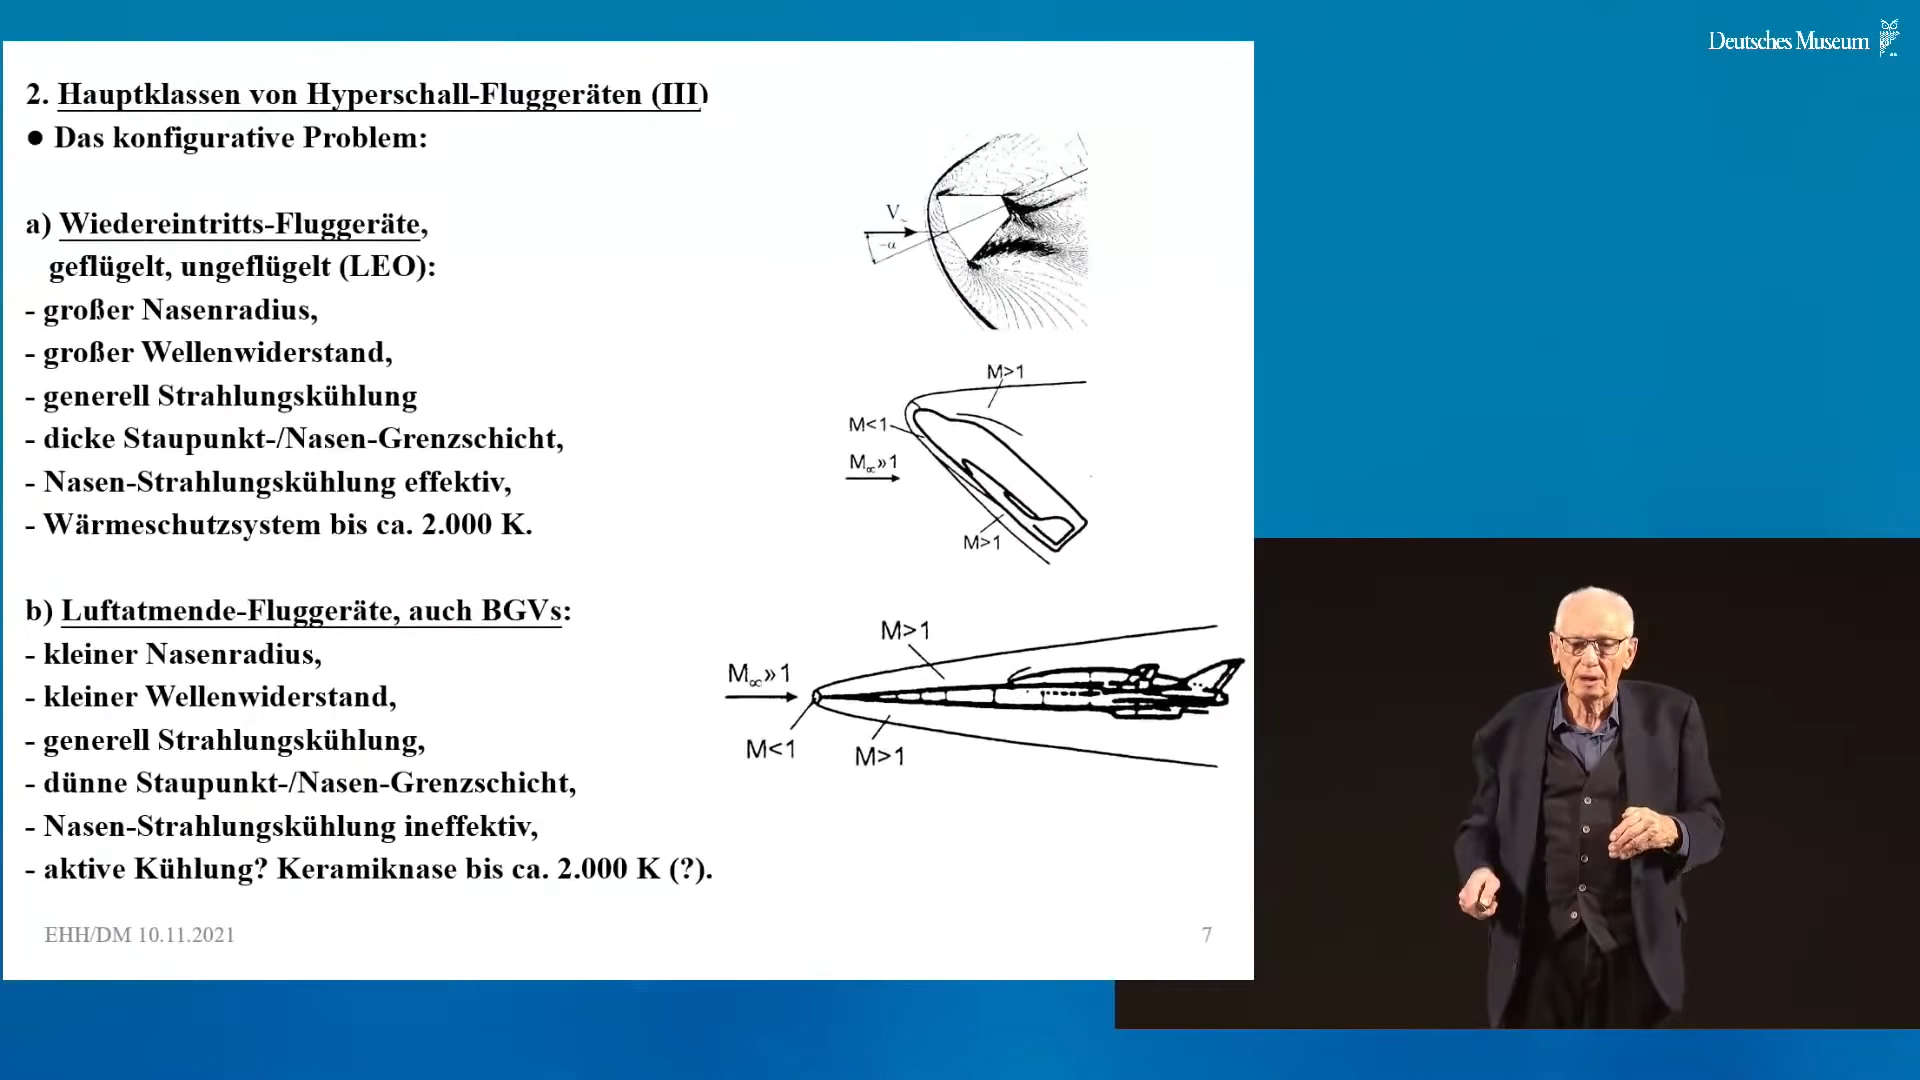 Deutsches Museum
2. Hauptklassen von Hyperschall-Fluggeräten (III)
● Das konfigurative Problem:
a) Wiedereintritts-Fluggeräte,
geflügelt, ungeflügelt (LEO):
- großer Nasenradius,
- großer Wellenwiderstand,
- generell Strahlungskühlung
- dicke Staupunkt-/Nasen-Grenzschicht,
- Nasen-Strahlungskühlung effektiv,
- Wärmeschutzsystem bis ca. 2.000 K.
b) Luftatmende-Fluggeräte, auch BGVs:
- kleiner Nasenradius,
- kleiner Wellenwiderstand,
- generell Strahlungskühlung,
- dünne Staupunkt-/Nasen-Grenzschicht,
- Nasen-Strahlungskühlung ineffektiv,
- aktive Kühlung? Keramiknase bis ca. 2.000 K (?).
V
-α
M>1
M<1
M∞»1
M>1
M>1
M∞»1
M<1
M>1
EHH/DM 10.11.2021
7